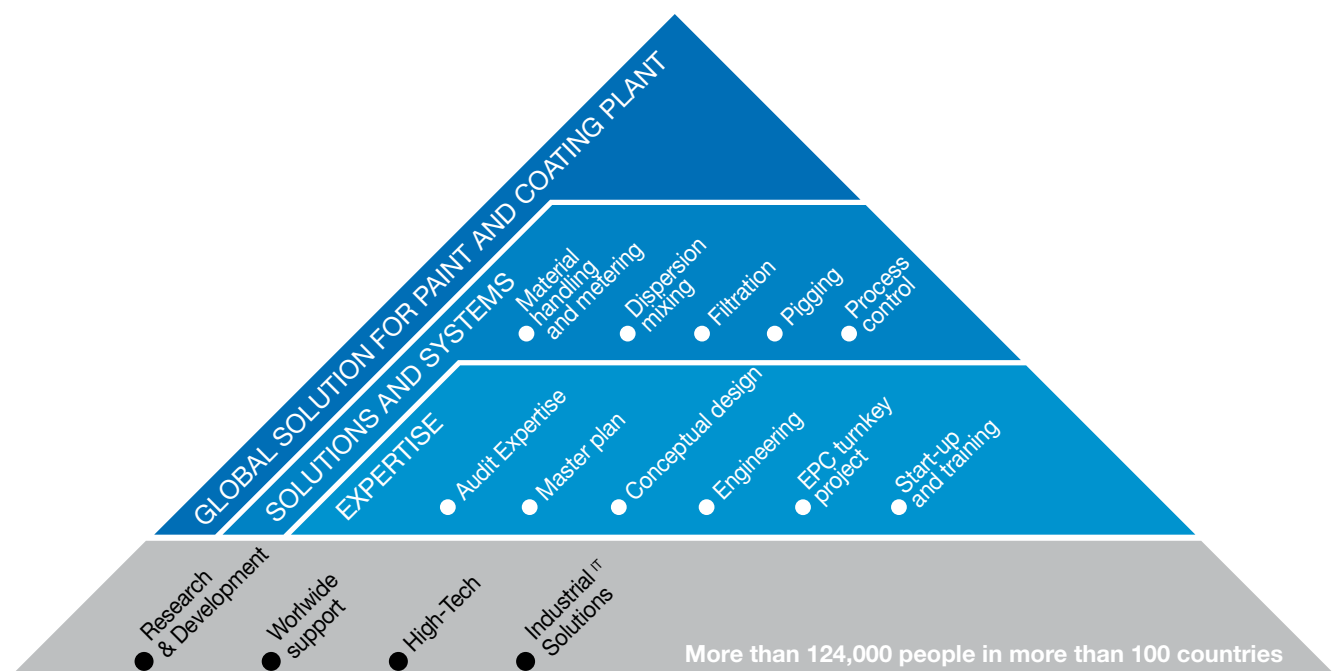 GLOBAL SOLUTION FOR PAINT AND COATING PLANT
SOLUTIONS AND SYSTEMS
Material
handling
and metering
Dispersion
mixing
Filtration
Pigging
Process
control
EXPERTISE
Audit Expertise
Master plan
Conceptual design
Engineering
EPC turnkey
project
Start-up
and training
Research
& Development
Worlwide
support
High-Tech
Industrial IT
Solutions
More than 124,000 people in more than 100 countries